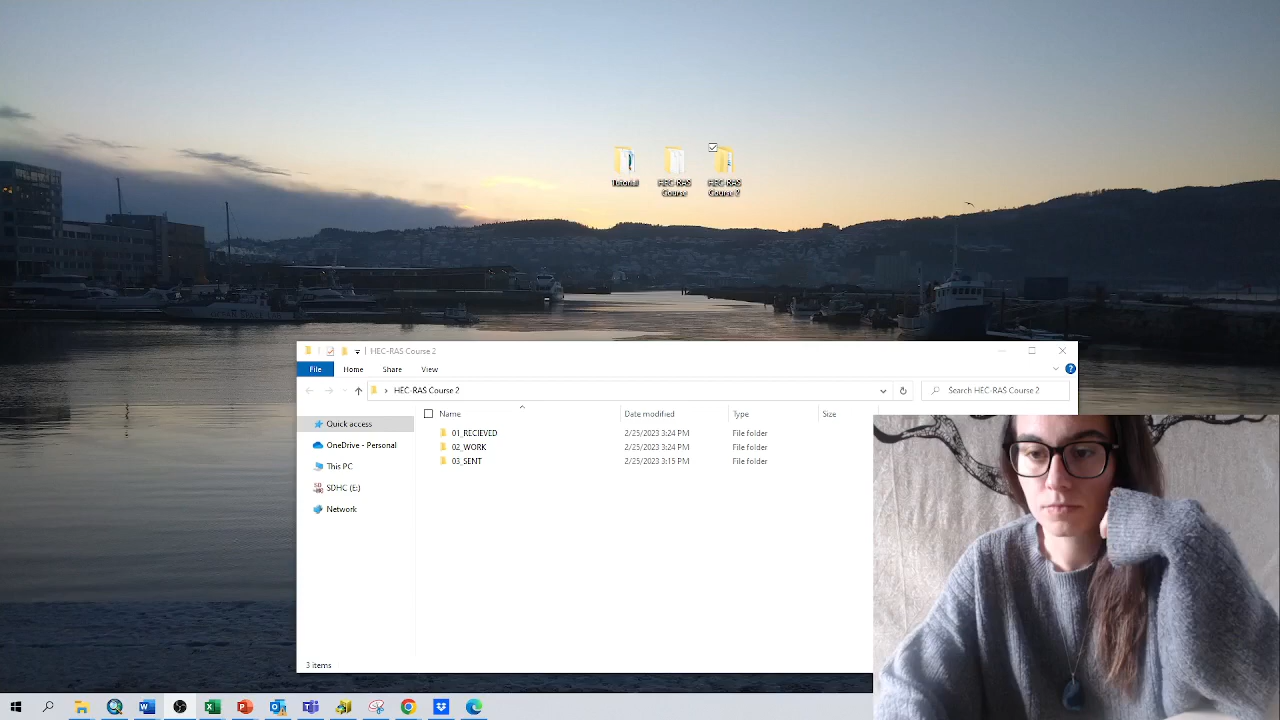 Tutorial
HEC-RAS Course
HEC-RAS Course 2
HEC-RAS Course 2
File
Home
Share
View
HEC-RAS Course 2
Search HEC-RAS Course 2
Name
Date modified
Type
Size
Quick access
OneDrive - Personal
This PC
SDHC (E:)
Network
01_RECIEVED 2/25/2023 3:24 PM File folder
02_WORK 2/25/2023 3:24 PM File folder
03_SENT 2/25/2023 3:15 PM File folder
3 items